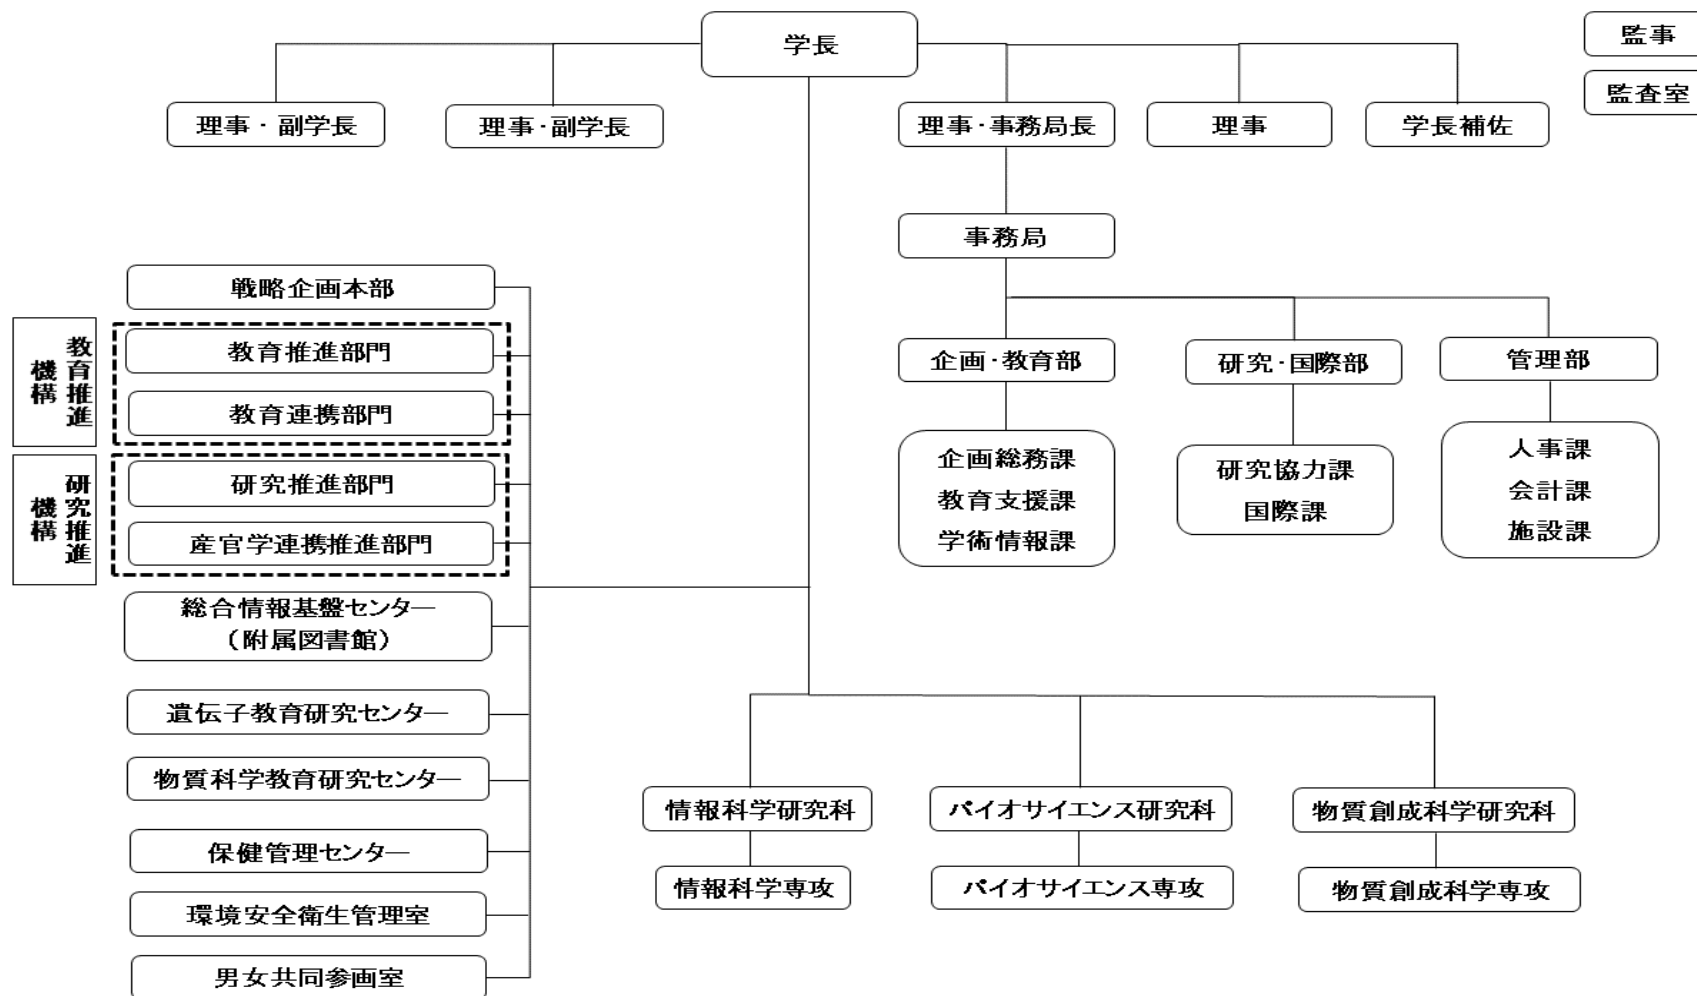 学長
監事
監査室
理事・副学長
理事・副学長
理事・事務局長
理事
学長補佐
事務局
企画・教育部
研究・国際部
管理部
企画総務課
教育支援課
学術情報課
研究協力課
国際課
人事課
会計課
施設課
戦略企画本部
教育推進
機構
教育推進部門
教育連携部門
研究推進
機構
研究推進部門
産官学連携推進部門
総合情報基盤センター
（附属図書館）
遺伝子教育研究センター
物質科学教育研究センター
保健管理センター
環境安全衛生管理室
男女共同参画室
情報科学研究科
バイオサイエンス研究科
物質創成科学研究科
情報科学専攻
バイオサイエンス専攻
物質創成科学専攻